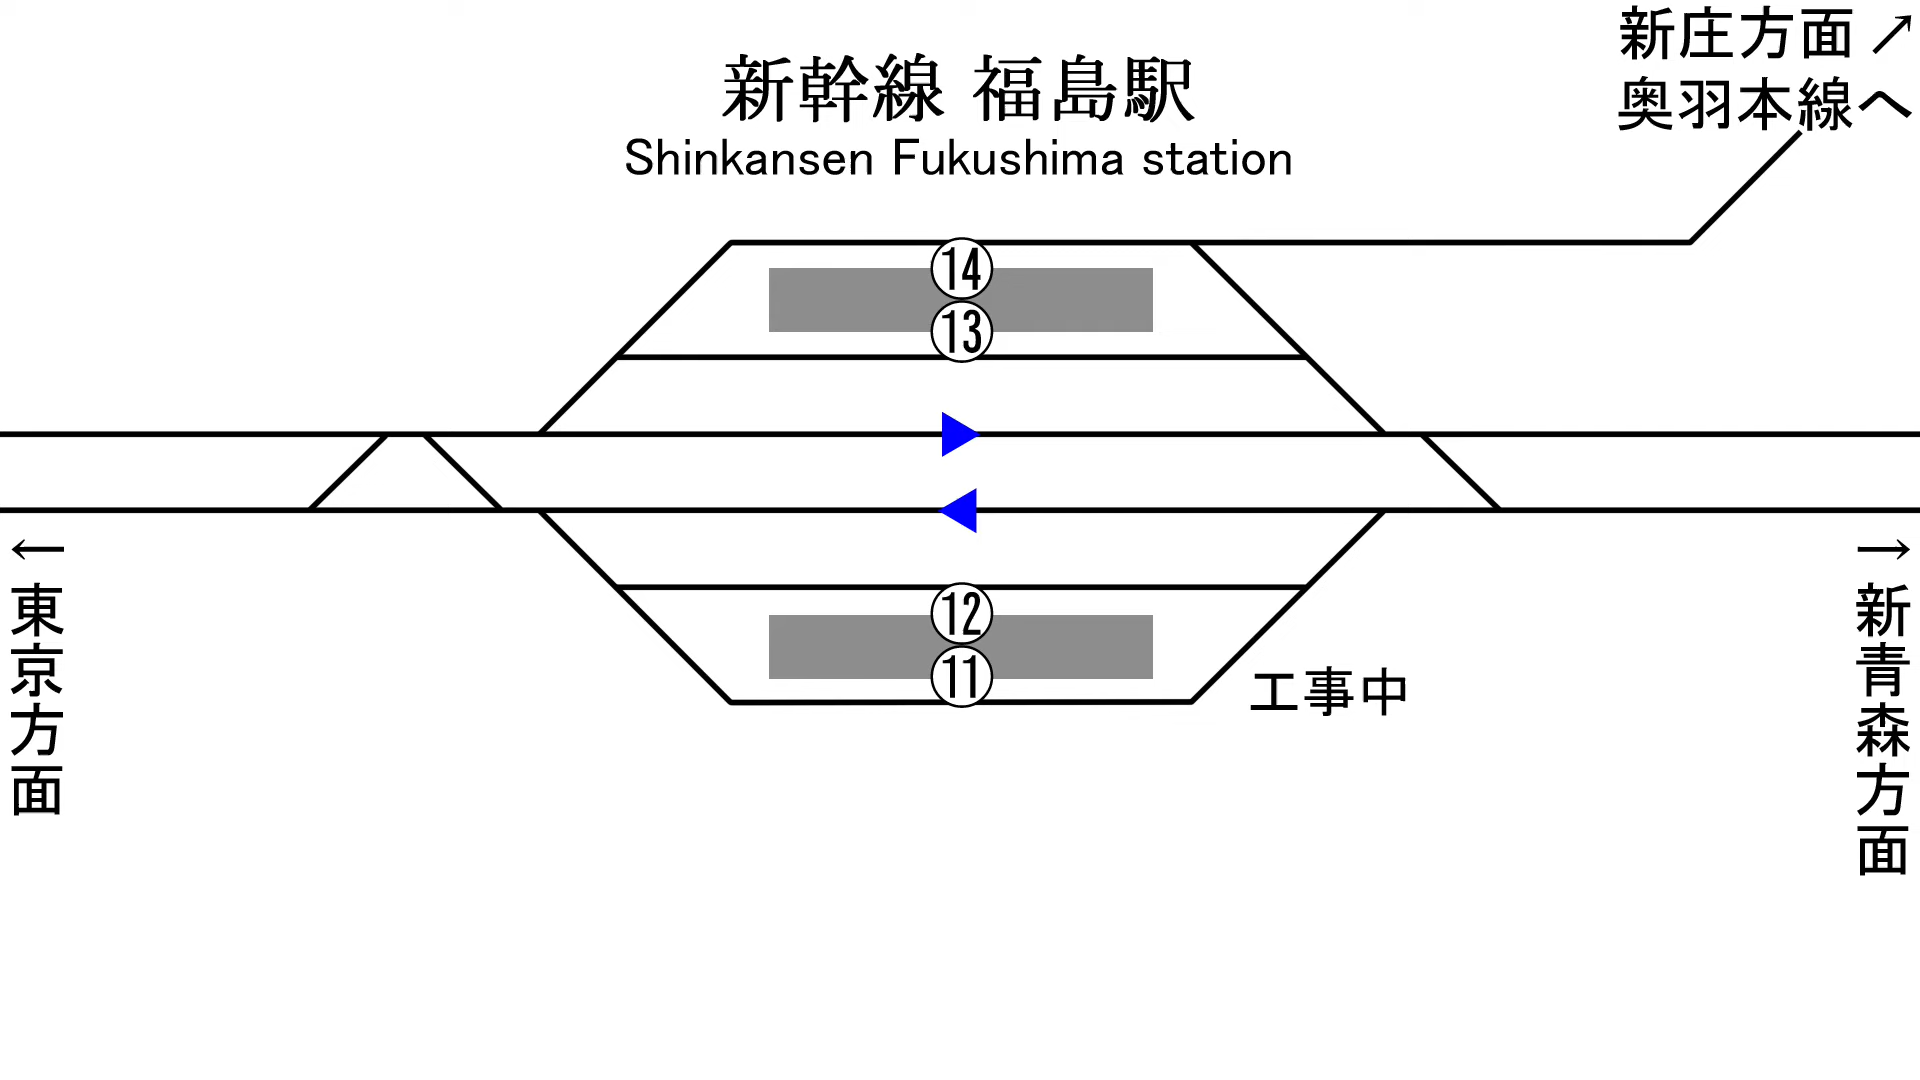 新幹線 福島駅
Shinkansen Fukushima station
新庄方面↗
奥羽本線へ
14
13
12
11
工事中
←東京方面
→新青森方面